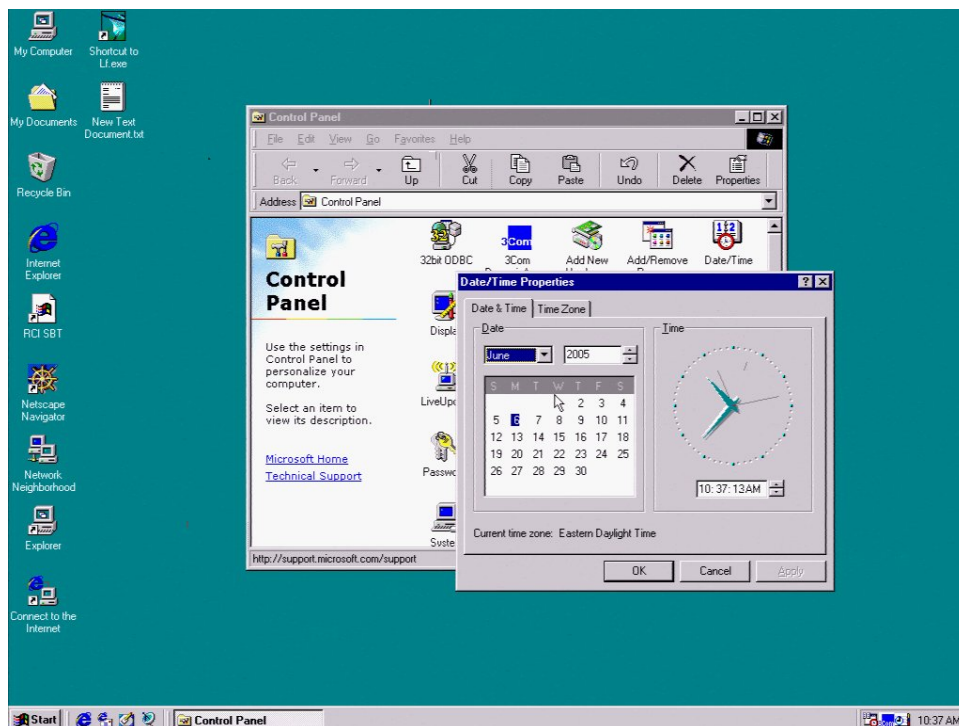 My Computer
Shortcut to
Lf.exe
My Documents
New Text
Document.txt
Recycle Bin
Internet
Explorer
RCI SBT
Netscape
Navigator
Network
Neighborhood
Explorer
Connect to the
Internet
Control Panel
File Edit View Go Favorites Help
Back Forward Up Cut Copy Paste Undo Delete Properties
Address Control Panel
32bit ODBC
3Com
3Com
Add New
Add/Remove
Date/Time
Control
Panel
Use the settings in
Control Panel to
personalize your
computer.
Select an item to
view its description.
Microsoft Home
Technical Support
http://support.microsoft.com/support
Date/Time Properties
Date & Time Time Zone
Date
June 2005
S M T W T F S
2 3 4
5 6 7 8 9 10 11
12 13 14 15 16 17 18
19 20 21 22 23 24 25
26 27 28 29 30
Time
10:37:13 AM
Current time zone: Eastern Daylight Time
OK Cancel Apply
Start Control Panel 10:37 AM